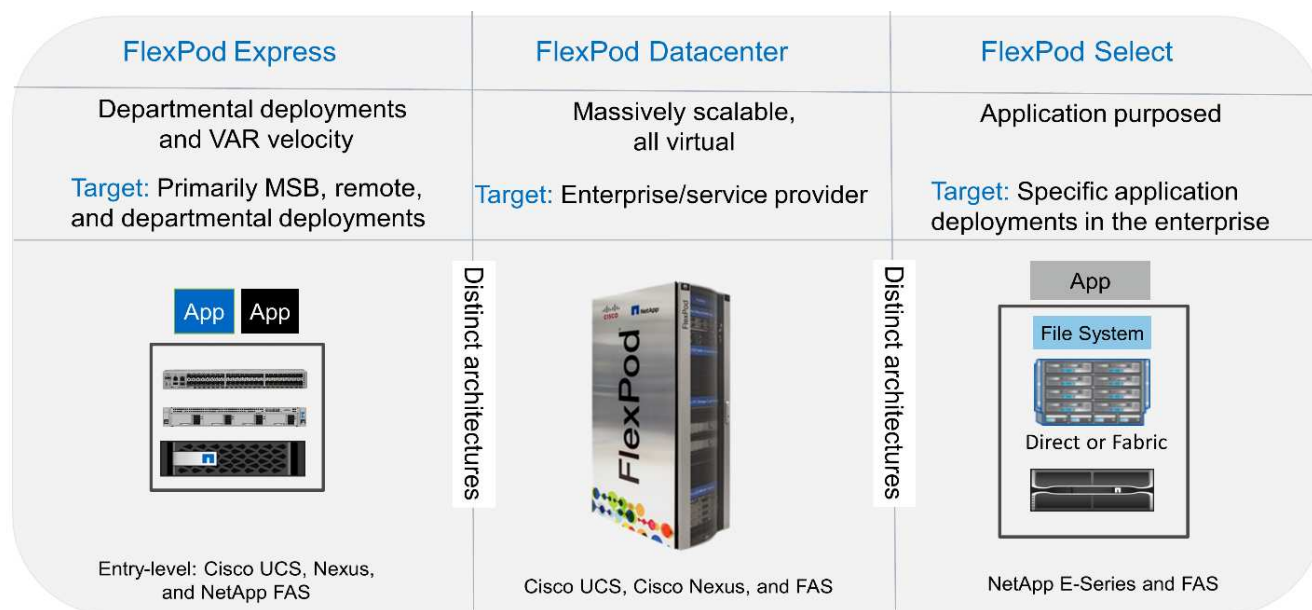 FlexPod Express
Departmental deployments
and VAR velocity
Target: Primarily MSB, remote,
and departmental deployments
App
App
Entry-level: Cisco UCS, Nexus,
and NetApp FAS
Distinct architectures
FlexPod Datacenter
Massively scalable,
all virtual
Target: Enterprise/service provider
CISCO
NetApp
FlexPod
FlexPod
Cisco UCS, Cisco Nexus, and FAS
Distinct architectures
FlexPod Select
Application purposed
Target: Specific application
deployments in the enterprise
App
File System
Direct or Fabric
NetApp E-Series and FAS